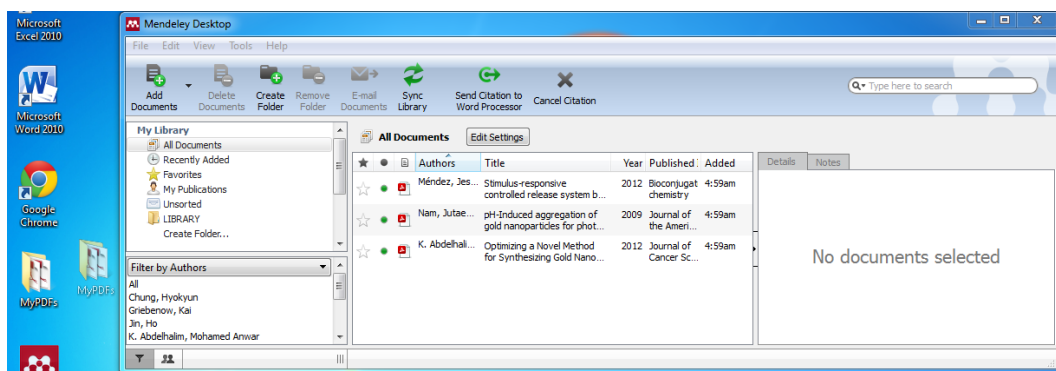 Microsoft
Excel 2010
Microsoft
Word 2010
Google
Chrome
MyPDFs
MyPDFs
Mendeley Desktop
File Edit View Tools Help
Add
Documents
Delete
Documents
Create
Folder
Remove
Folder
E-mail
Documents
Sync
Library
Send Citation to
Word Processor
Cancel Citation
Type here to search
My Library
All Documents
Recently Added
Favorites
My Publications
Unsorted
LIBRARY
Create Folder...
Filter by Authors
All
Chung, Hyokyun
Griebenow, Kai
Jin, Ho
K. Abdelhalim, Mohamed Anwar
All Documents Edit Settings
Authors Title Year Published Added
Méndez, Jes... Stimulus-responsive 2012 Bioconjugat 4:59am
controlled release system b... chemistry
Nam, Jutae... pH-Induced aggregation of 2009 Journal of 4:59am
gold nanoparticles for phot... the Ameri...
K. Abdelhali... Optimizing a Novel Method 2012 Journal of 4:59am
for Synthesizing Gold Nano... Cancer Sc...
Details Notes
No documents selected